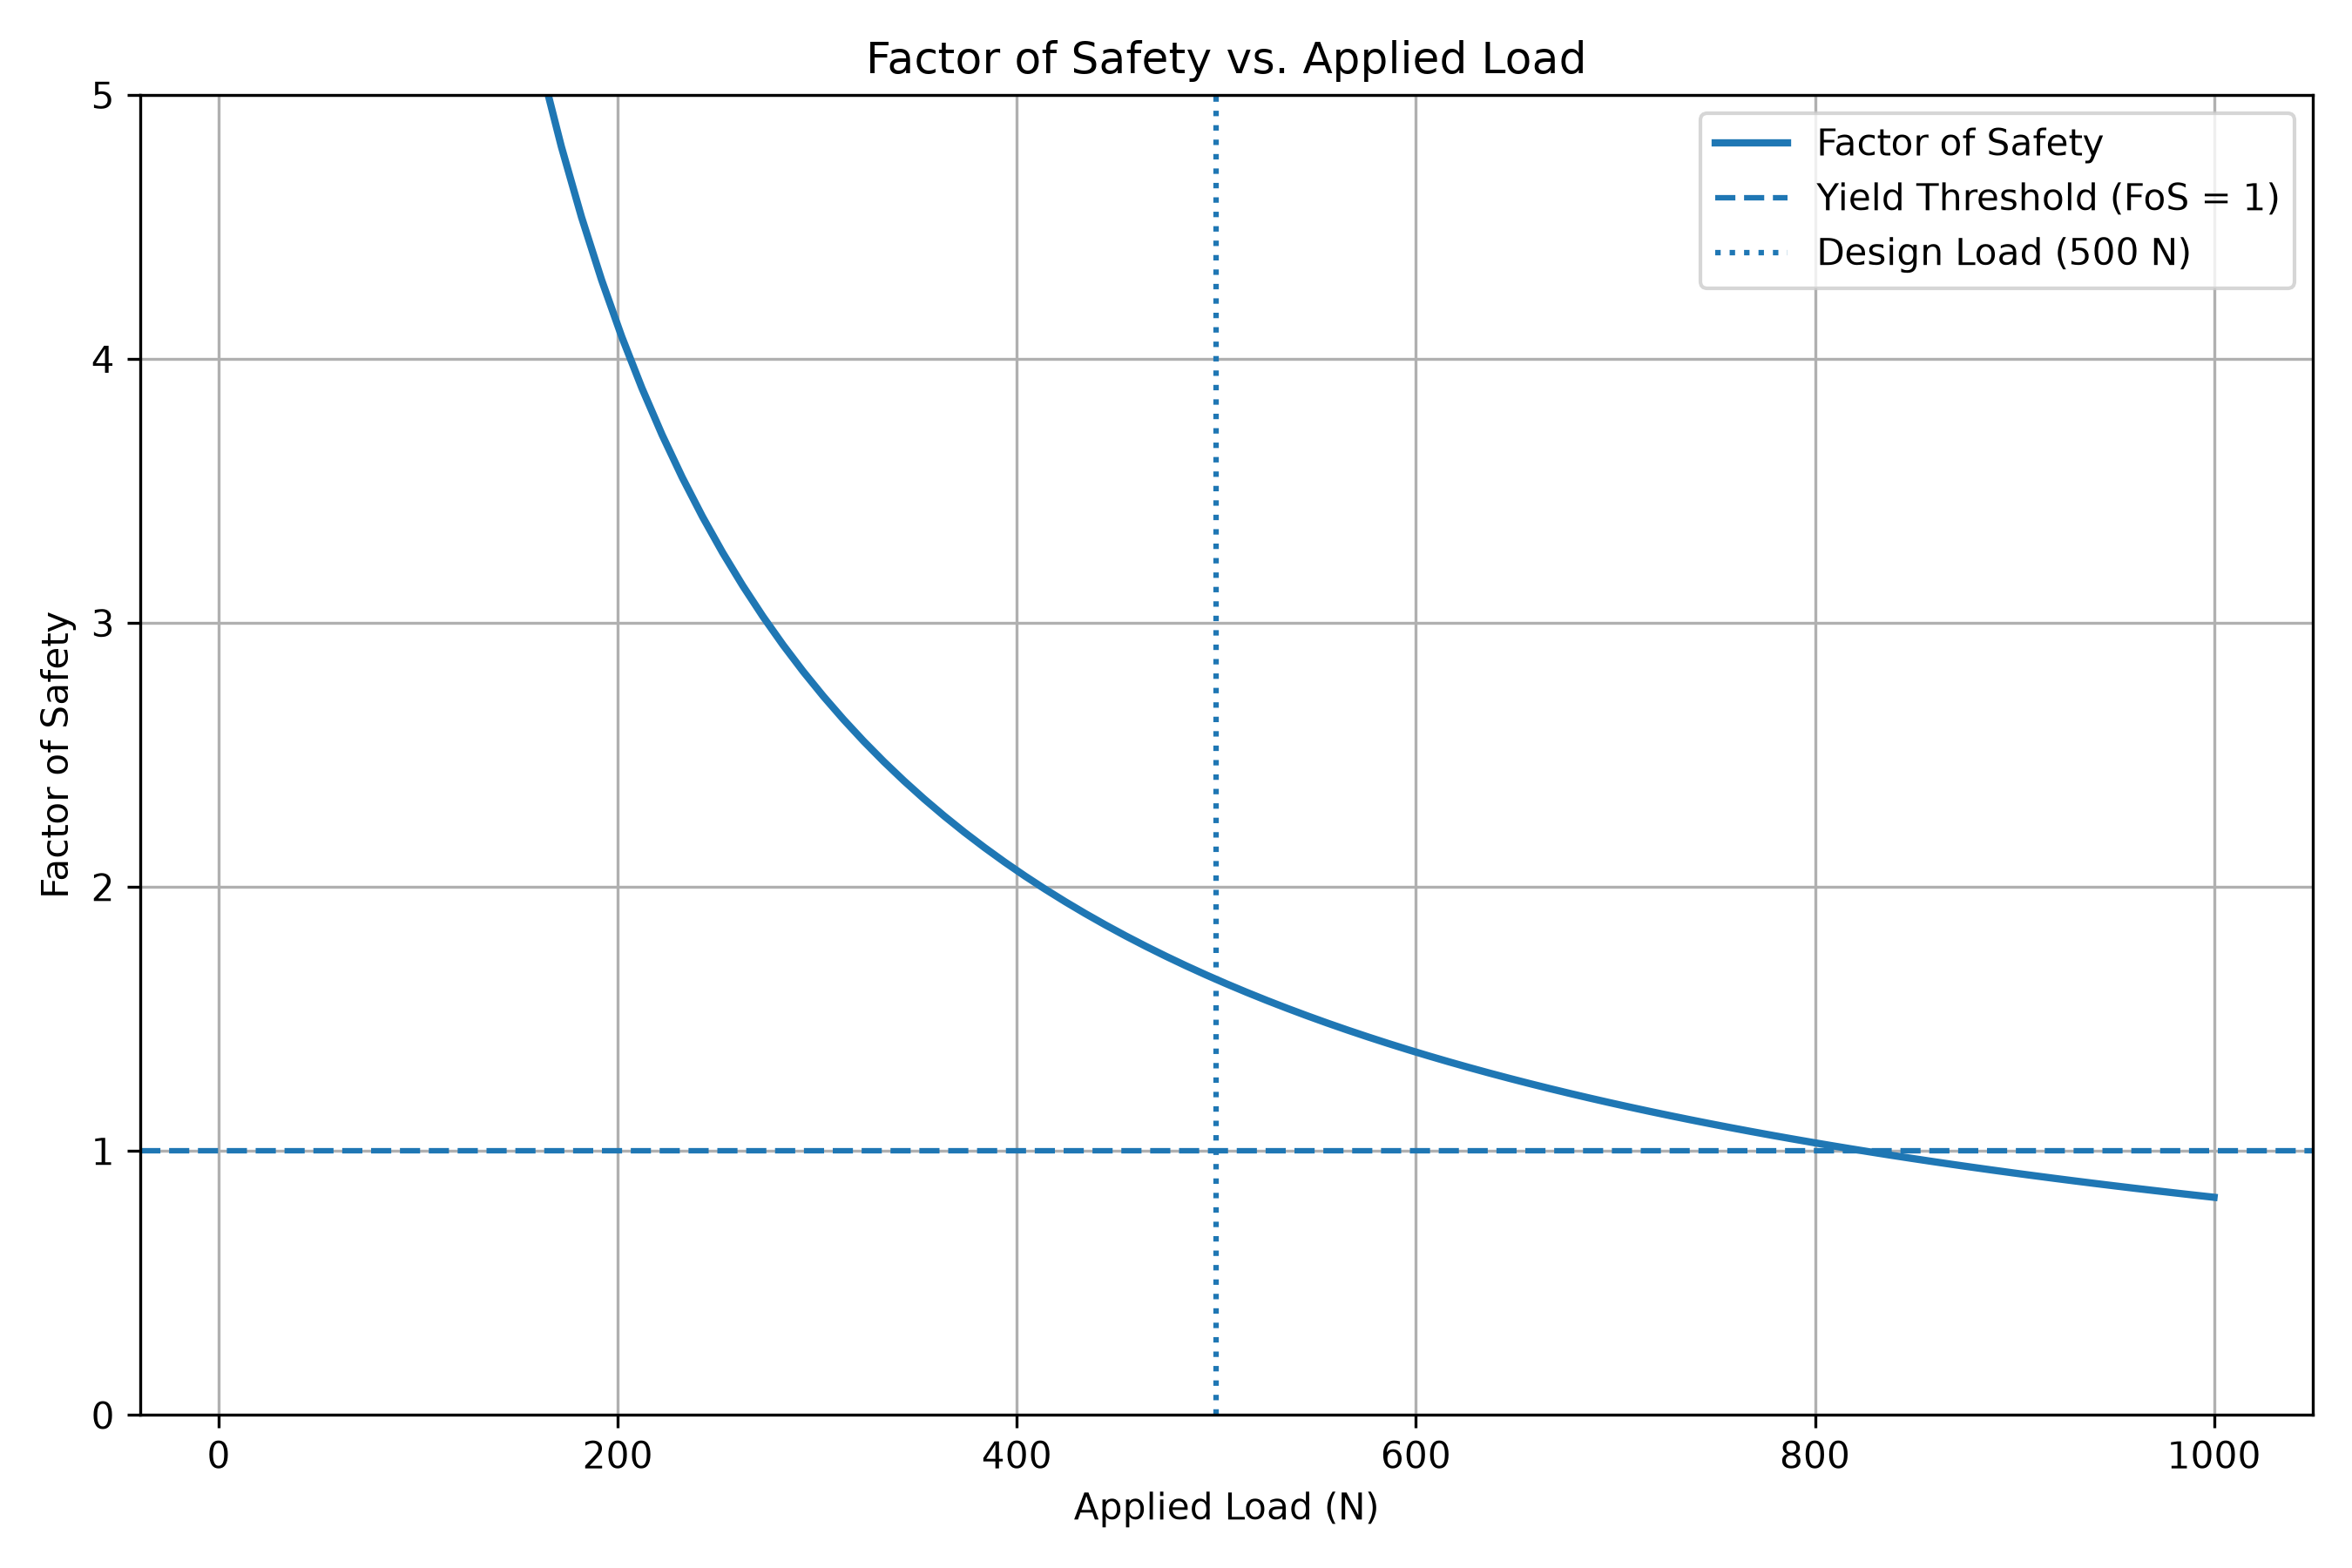 Factor of Safety vs. Applied Load
Factor of Safety
Yield Threshold (FoS = 1)
Design Load (500 N)
Factor of Safety
5
4
3
2
1
0
0 200 400 600 800 1000
Applied Load (N)